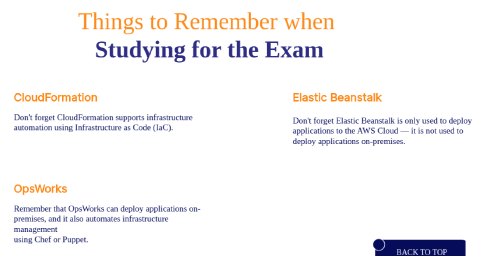 Things to Remember when
Studying for the Exam
CloudFormation
Don't forget CloudFormation supports infrastructure
automation using Infrastructure as Code (IaC).
Elastic Beanstalk
Don't forget Elastic Beanstalk is only used to deploy
applications to the AWS Cloud — it is not used to
deploy applications on-premises.
OpsWorks
Remember that OpsWorks can deploy applications on-
premises, and it also automates infrastructure
management
using Chef or Puppet.
BACK TO TOP